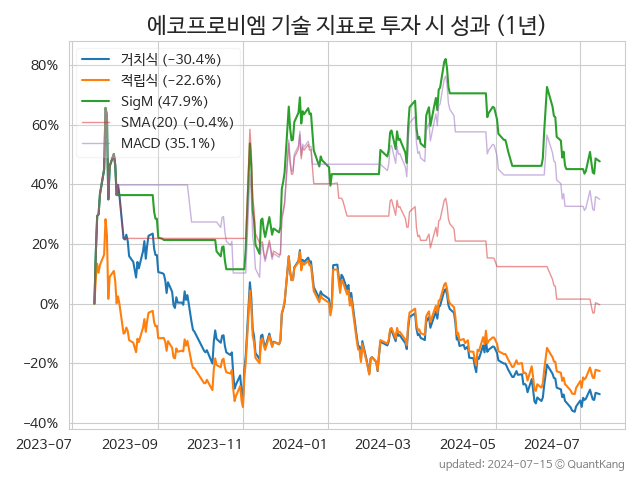 에코프로비엠 기술 지표로 투자 시 성과 (1년)
거치식 (−30.4%)
적립식 (−22.6%)
SigM (47.9%)
SMA(20) (−0.4%)
MACD (35.1%)
80%
60%
40%
20%
0%
−20%
−40%
2023-07 2023-09 2023-11 2024-01 2024-03 2024-05 2024-07
updated: 2024-07-15 ⓒ QuantKang